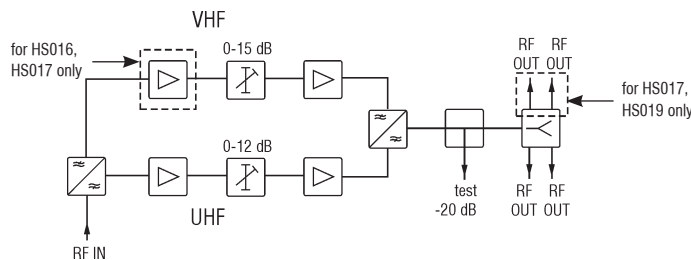 VHF
for HS016,
HS017 only
0-15 dB
RF RF
OUT OUT
for HS017,
HS019 only
0-12 dB
UHF
test
-20 dB
RF RF
OUT OUT
RF IN